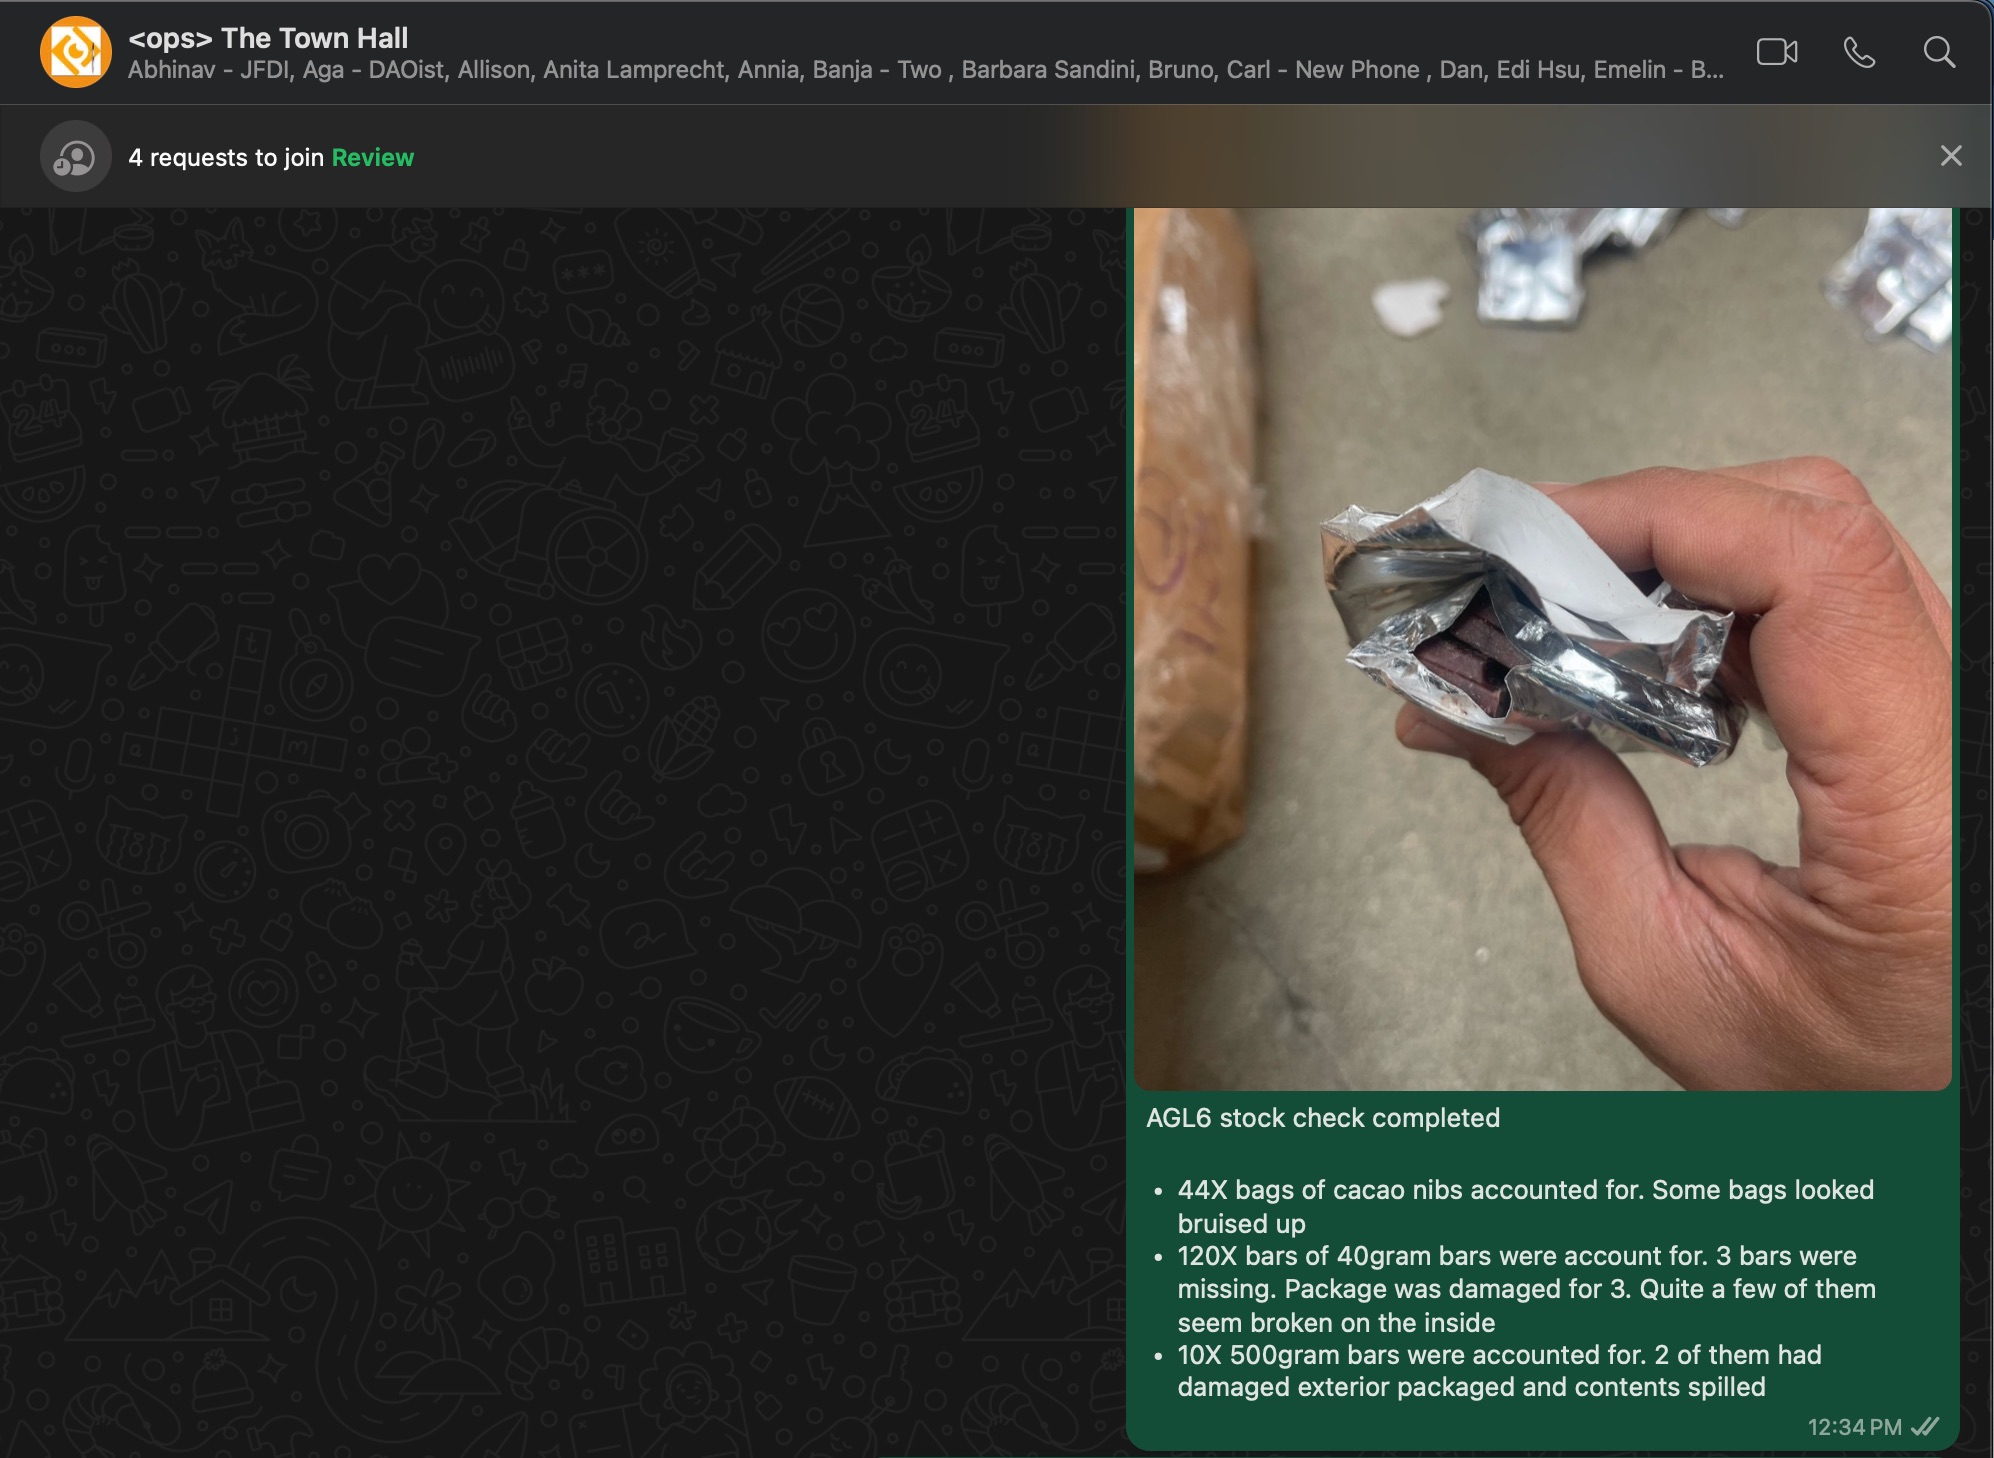 <ops> The Town Hall
Abhinav - JFDI, Aga - DAOist, Allison, Anita Lamprecht, Annia, Banja - Two , Barbara Sandini, Bruno, Carl - New Phone , Dan, Edi Hsu, Emelin - B...
4 requests to join Review
AGL6 stock check completed
• 44X bags of cacao nibs accounted for. Some bags looked
bruised up
• 120X bars of 40gram bars were account for. 3 bars were
missing. Package was damaged for 3. Quite a few of them
seem broken on the inside
• 10X 500gram bars were accounted for. 2 of them had
damaged exterior packaged and contents spilled
12:34 PM